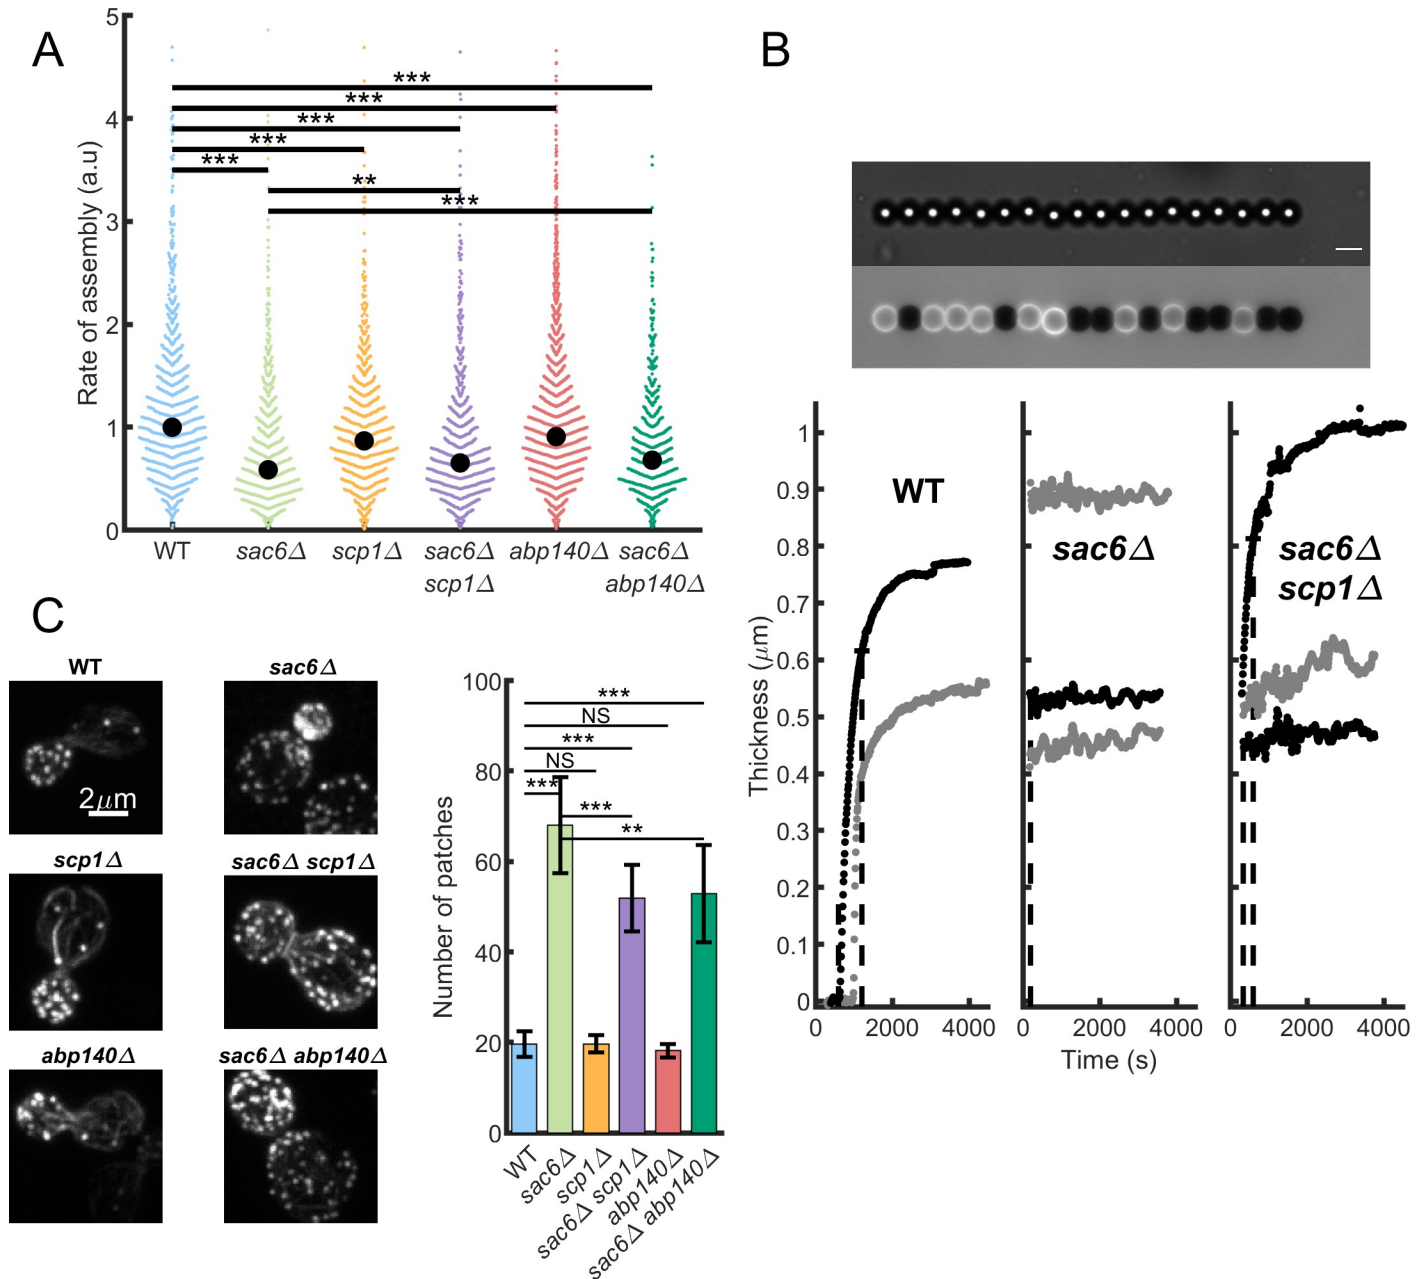 A
Rate of assembly (a.u)
5
4
3
2
1
0
***
***
***
***
***
**
***
WT
sac6Δ
scp1Δ
sac6Δ
scp1Δ
abp140Δ
sac6Δ
abp140Δ
B
Thickness (μm)
1
0.9
0.8
0.7
0.6
0.5
0.4
0.3
0.2
0.1
0
WT
sac6Δ
sac6Δ
scp1Δ
0 2000 4000
0 2000 4000
0 2000 4000
Time (s)
C
WT
2μm
sac6Δ
scp1Δ
sac6Δ scp1Δ
abp140Δ
sac6Δ abp140Δ
Number of patches
100
80
60
40
20
0
***
NS
***
NS
***
***
**
WT
sac6Δ
scp1Δ
sac6Δ scp1Δ
abp140Δ
sac6Δ abp140Δ